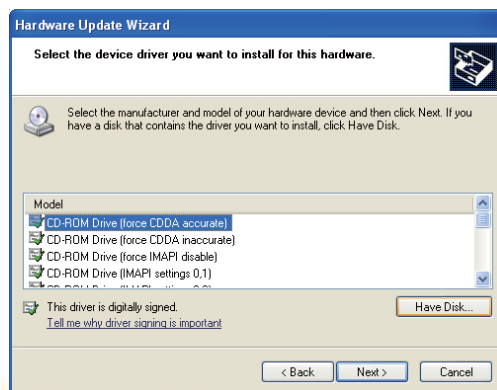 Hardware Update Wizard
Select the device driver you want to install for this hardware.
Select the manufacturer and model of your hardware device and then click Next. If you
have a disk that contains the driver you want to install, click Have Disk.
Model
CD-ROM Drive (force CDDA accurate)
CD-ROM Drive (force CDDA inaccurate)
CD-ROM Drive (force IMAPI disable)
CD-ROM Drive (IMAPI settings 0,1)
This driver is digitally signed.
Have Disk...
Tell me why driver signing is important
< Back
Next >
Cancel